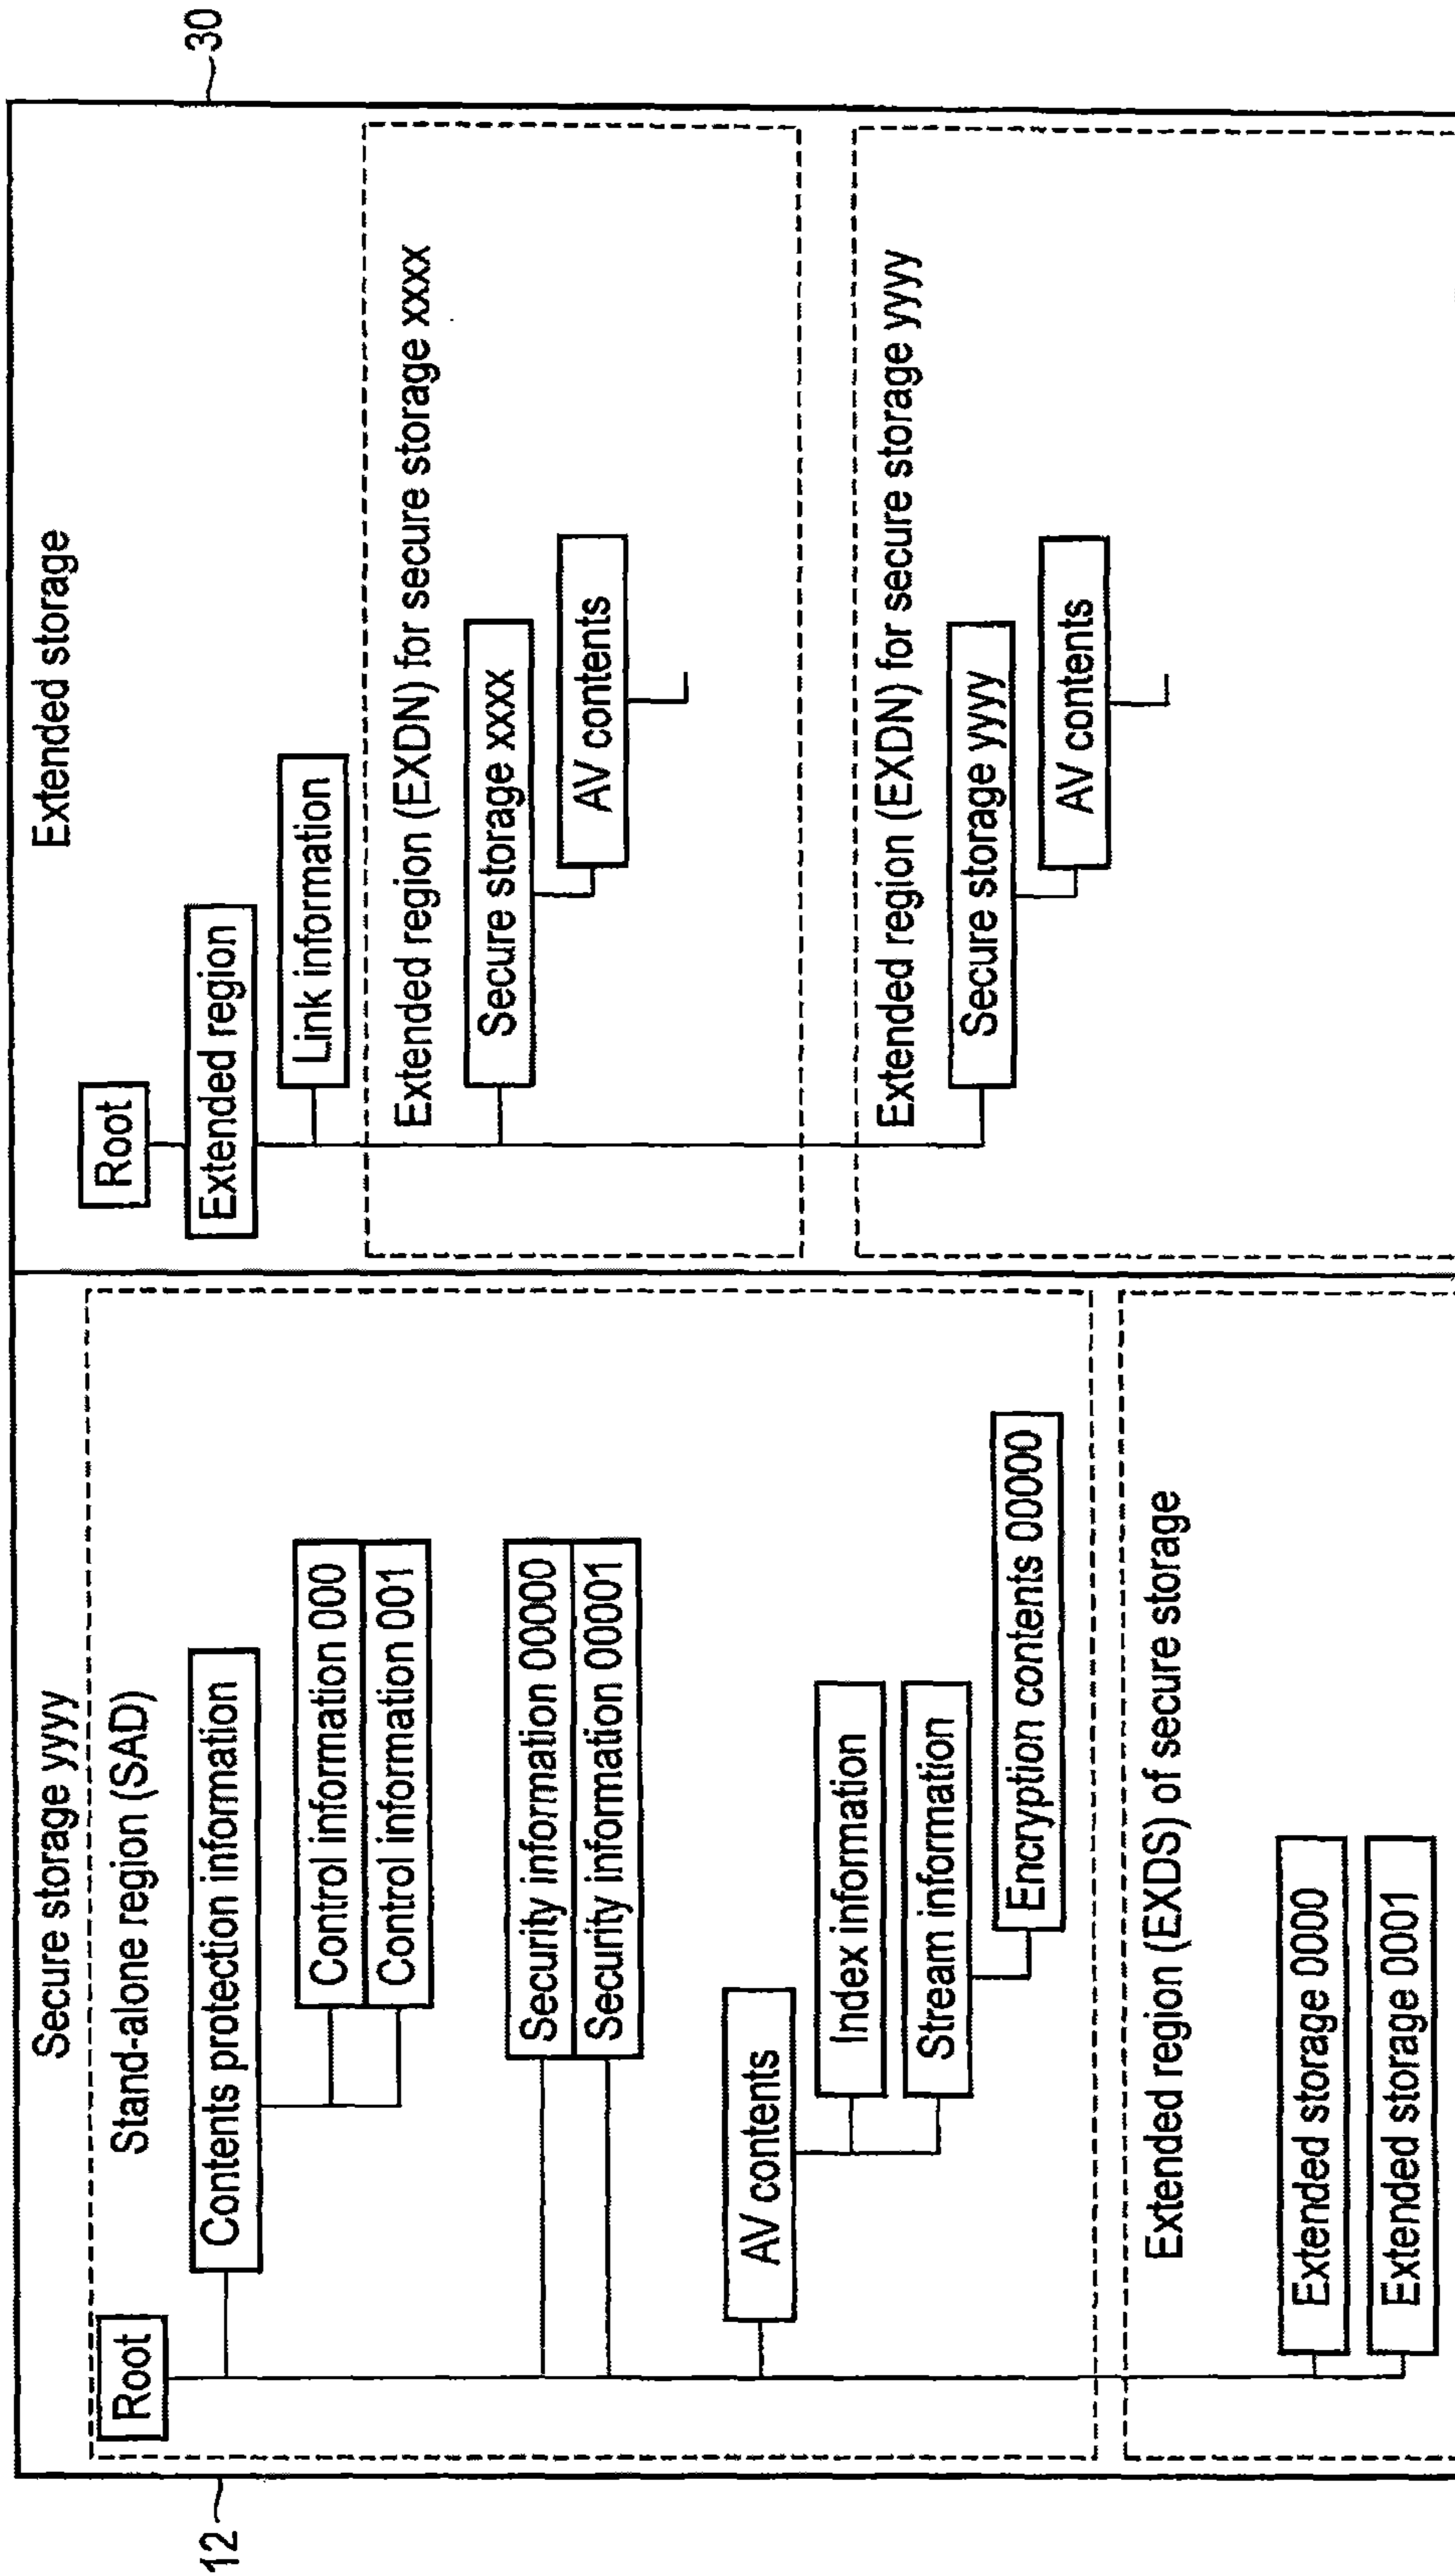 12
Secure storage yyyy
Stand-alone region (SAD)
Root
Contents protection information
Control information 000
Control information 001
Security information 00000
Security information 00001
AV contents
Index information
Stream information
Encryption contents 00000
Extended region (EXDS) of secure storage
Extended storage 0000
Extended storage 0001
30
Extended storage
Root
Extended region
Link information
Extended region (EXDN) for secure storage xxxx
Secure storage xxxx
AV contents
Extended region (EXDN) for secure storage yyyy
Secure storage yyyy
AV contents